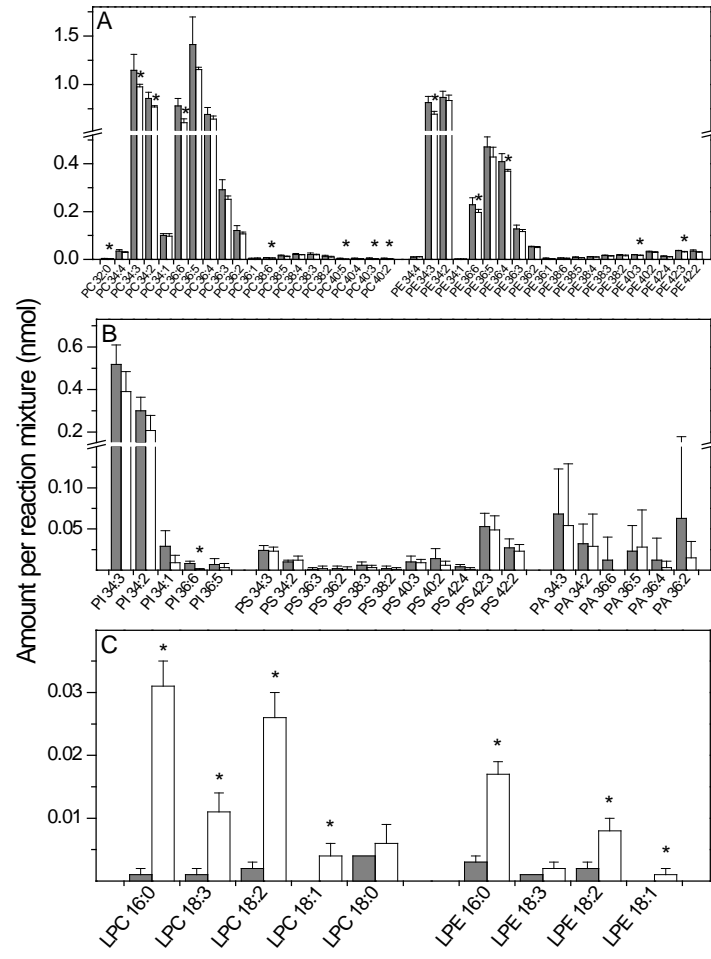 Amount per reaction mixture (nmol)
A
1.5
1.0
0.4
0.2
0.0
*
*
*
*
*
*
*
*
*
*
*
*
*
PC 32:0
PC 34:4
PC 34:3
PC 34:2
PC 34:1
PC 36:6
PC 36:5
PC 36:4
PC 36:3
PC 36:2
PC 36:1
PC 38:6
PC 38:5
PC 38:4
PC 38:3
PC 38:2
PC 40:5
PC 40:4
PC 40:3
PC 40:2
PE 34:4
PE 34:3
PE 34:2
PE 34:1
PE 36:6
PE 36:5
PE 36:4
PE 36:3
PE 36:2
PE 36:1
PE 38:6
PE 38:5
PE 38:4
PE 38:3
PE 38:2
PE 40:3
PE 40:2
PE 42:4
PE 42:3
PE 42:2
B
0.6
0.4
0.2
0.10
0.05
*
PI 34:3
PI 34:2
PI 34:1
PI 36:6
PI 36:5
PS 34:3
PS 34:2
PS 36:3
PS 36:2
PS 38:3
PS 38:2
PS 40:3
PS 40:2
PS 42:4
PS 42:3
PS 42:2
PA 34:3
PA 34:2
PA 36:6
PA 36:5
PA 36:4
PA 36:2
C
0.03
0.02
0.01
*
*
*
*
*
*
*
LPC 16:0
LPC 18:3
LPC 18:2
LPC 18:1
LPC 18:0
LPE 16:0
LPE 18:3
LPE 18:2
LPE 18:1